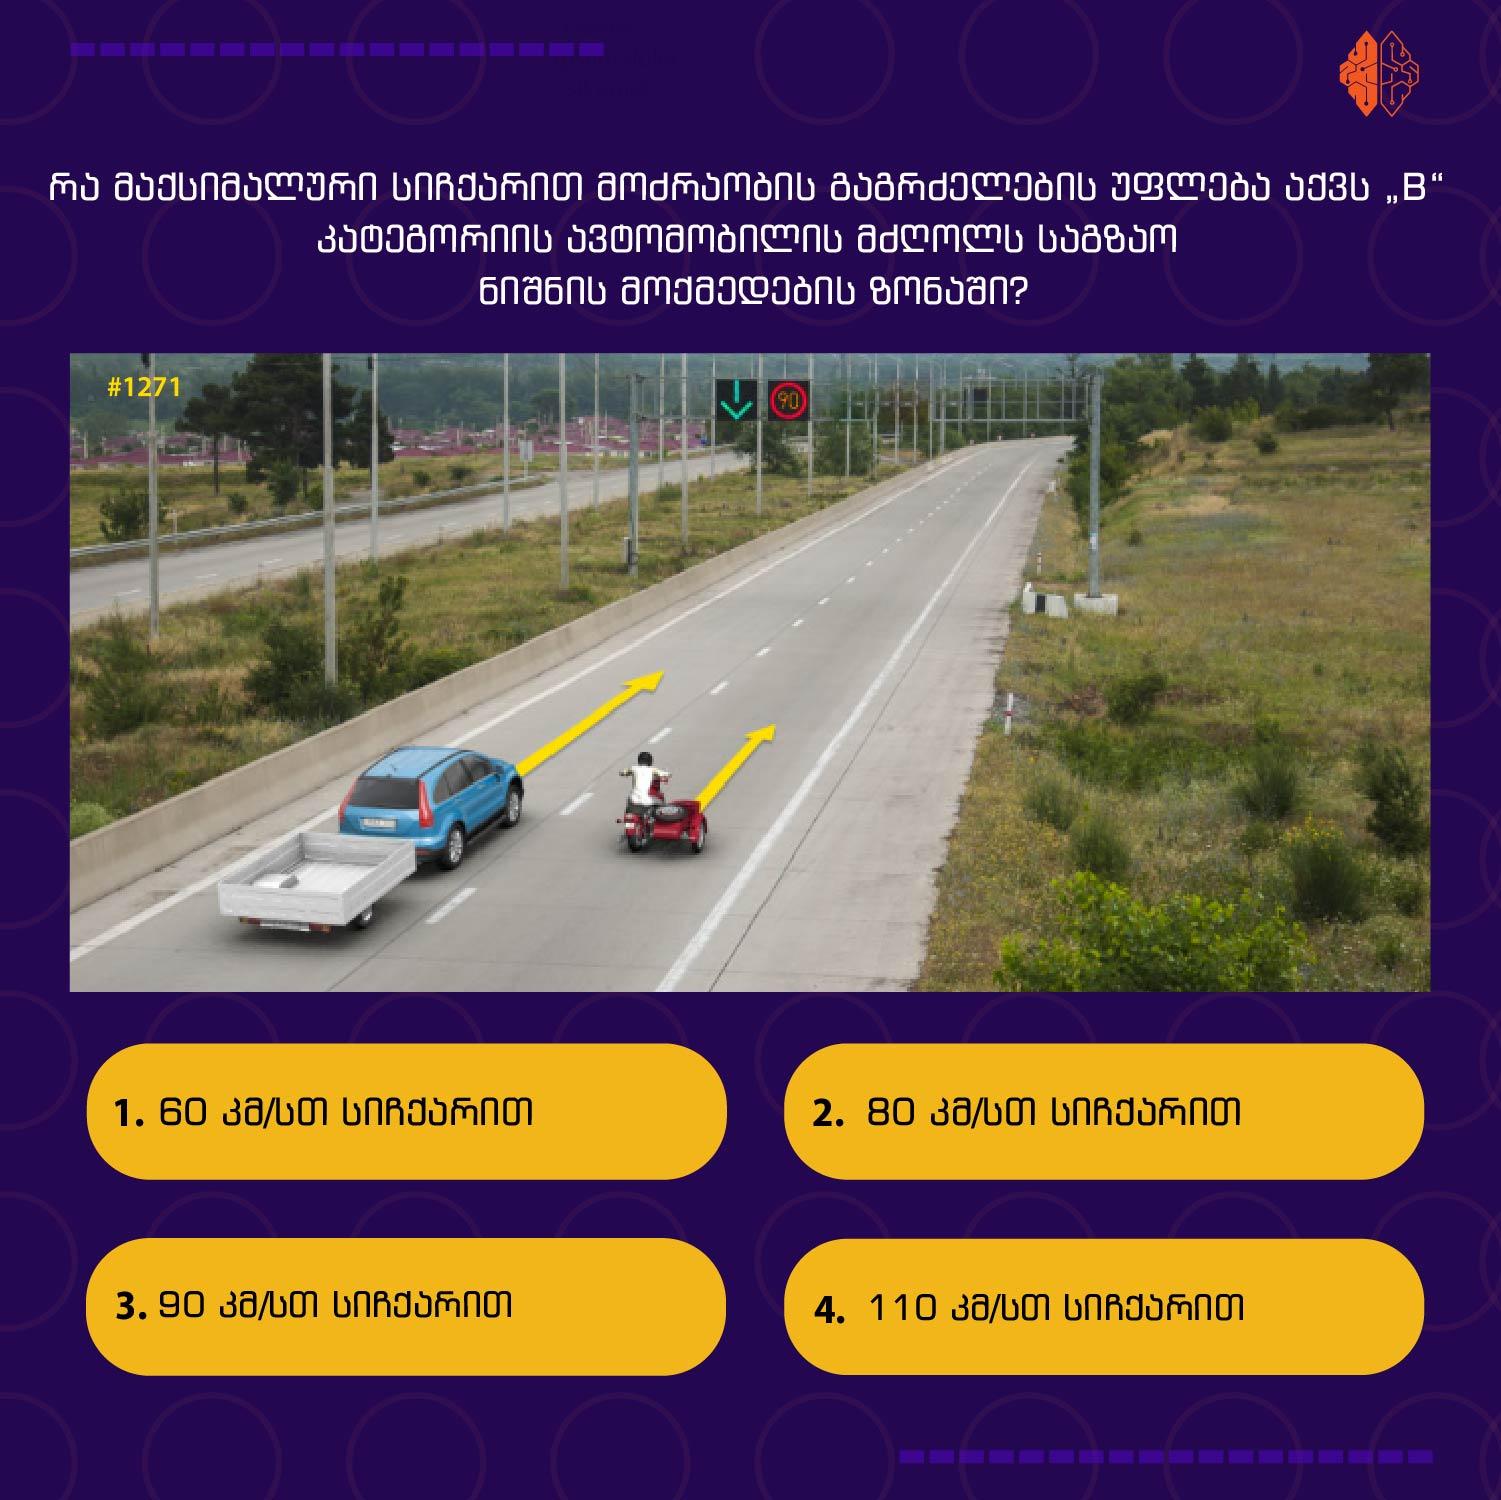 რა მაქსიმალური სიჩქარით მოძრაობის გაგრძელების უფლება აქვს „B“
კატეგორიის ავტომობილის მძღოლს საგზაო
ნიშნის მოქმედების ზონაში?
#1271
90
1. 60 კმ/სთ სიჩქარით
2. 80 კმ/სთ სიჩქარით
3. 90 კმ/სთ სიჩქარით
4. 110 კმ/სთ სიჩქარით